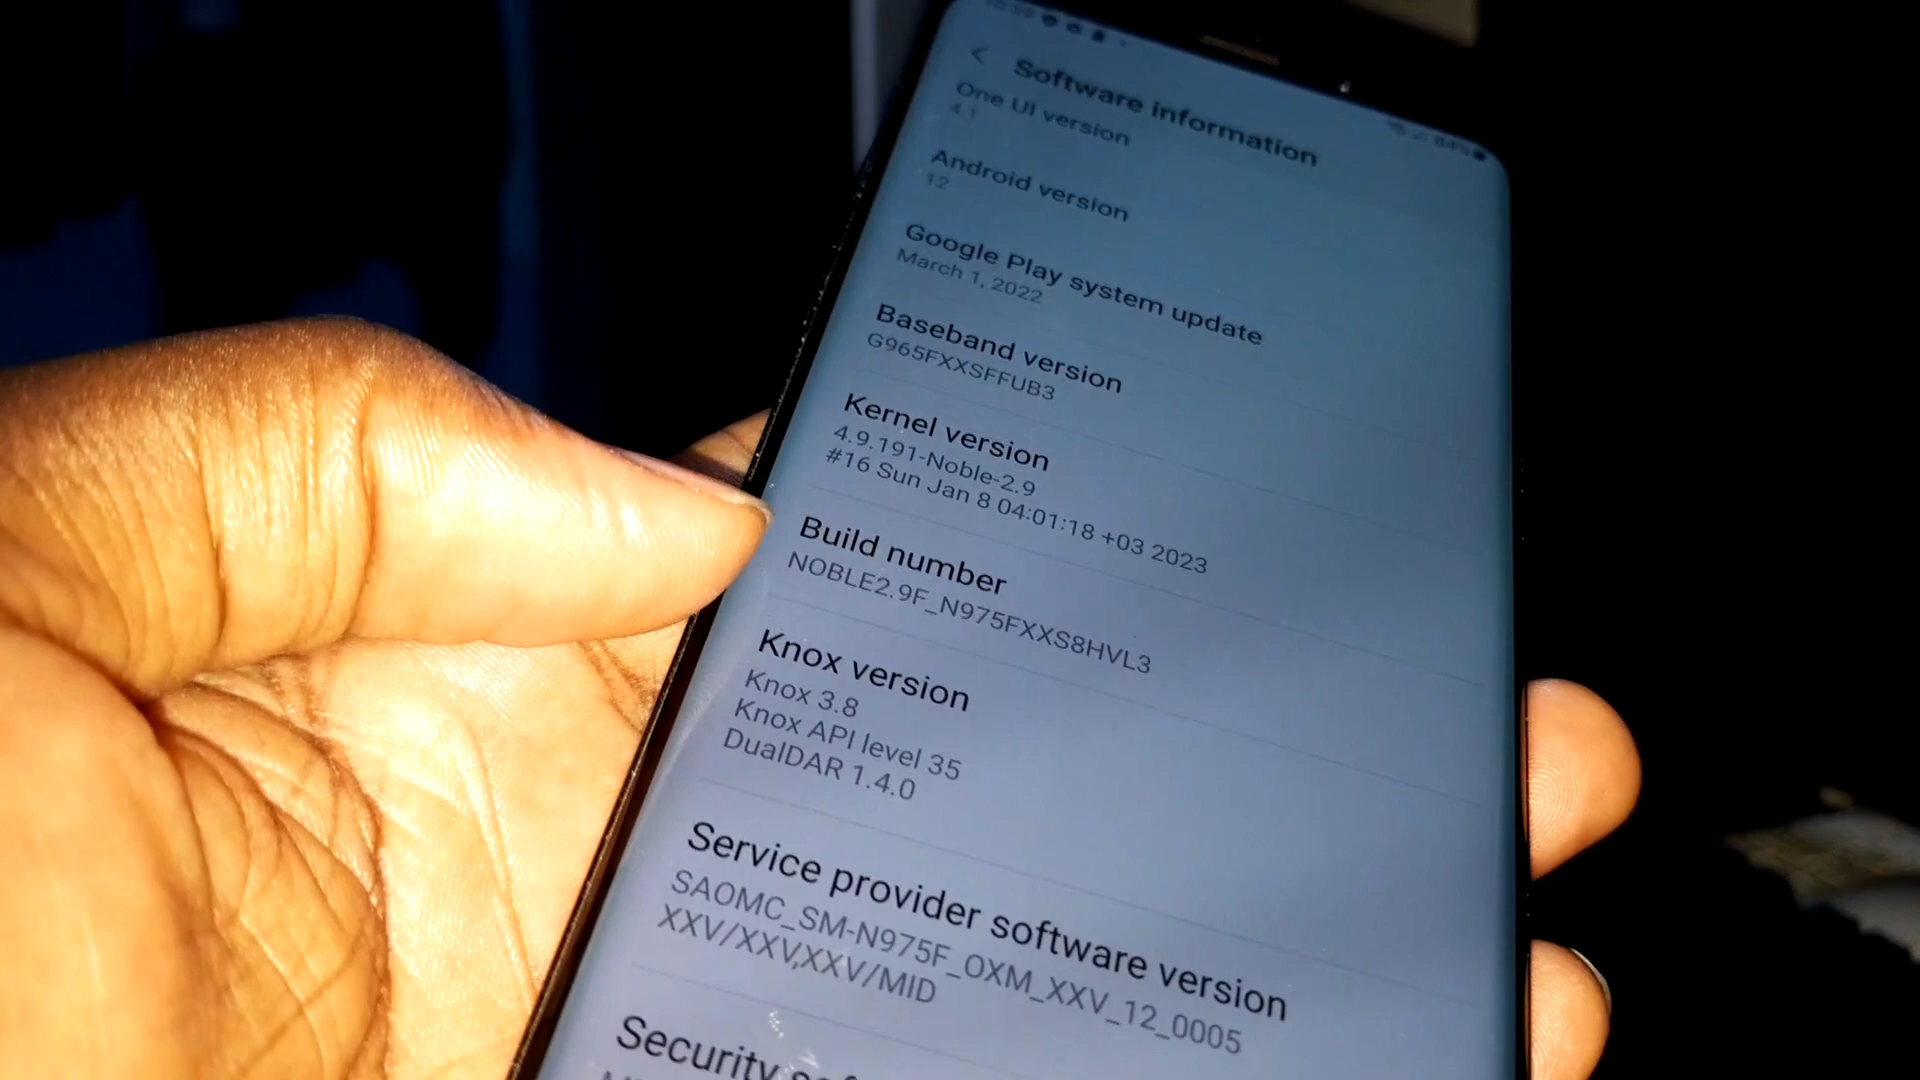 Software information
One UI version
4.1
Android version
12
Google Play system update
March 1, 2022
Baseband version
G965FXXSFFUB3
Kernel version
4.9.191-Noble-2.9
#16 Sun Jan 8 04:01:18 +03 2023
Build number
NOBLE2.9F_N975FXXS8HVL3
Knox version
Knox 3.8
Knox API level 35
DualDAR 1.4.0
Service provider software version
SAOMC_SM-N975F_OXM_XXV_12_0005
XXV/XXV,XXV/MID
Security